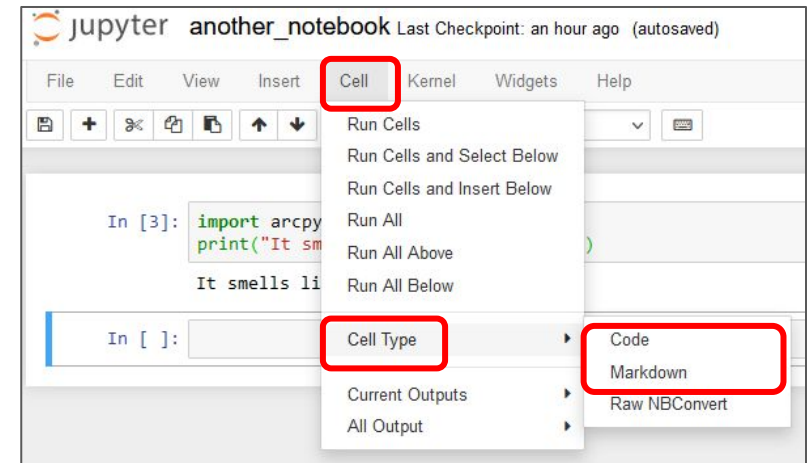 jupyter another_notebook Last Checkpoint: an hour ago (autosaved)
File Edit View Insert Cell Kernel Widgets Help
Run Cells
Run Cells and Select Below
Run Cells and Insert Below
In [3]: import arcpy Run All
print("It sm )
Run All Above
It smells li Run All Below
In [ ]: Cell Type Code
Markdown
Current Outputs Raw NBConvert
All Output